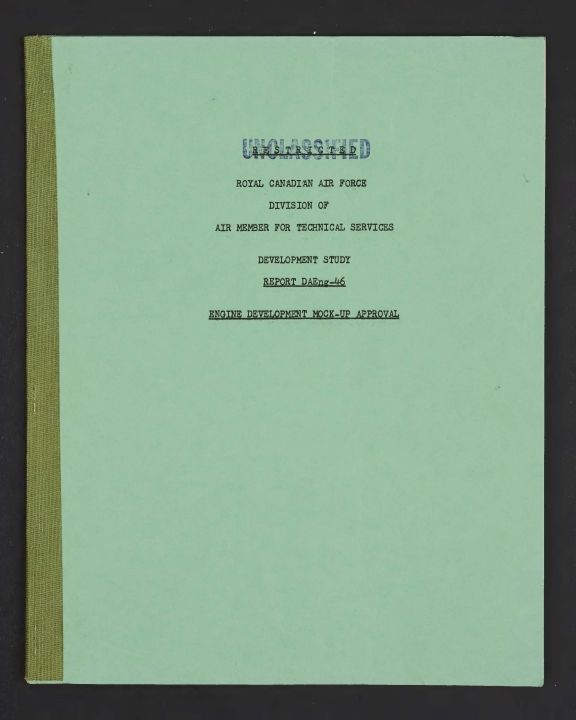 UNCLASSIFIED
RESTRICTED
ROYAL CANADIAN AIR FORCE
DIVISION OF
AIR MEMBER FOR TECHNICAL SERVICES
DEVELOPMENT STUDY
REPORT DAEng-46
ENGINE DEVELOPMENT MOCK-UP APPROVAL